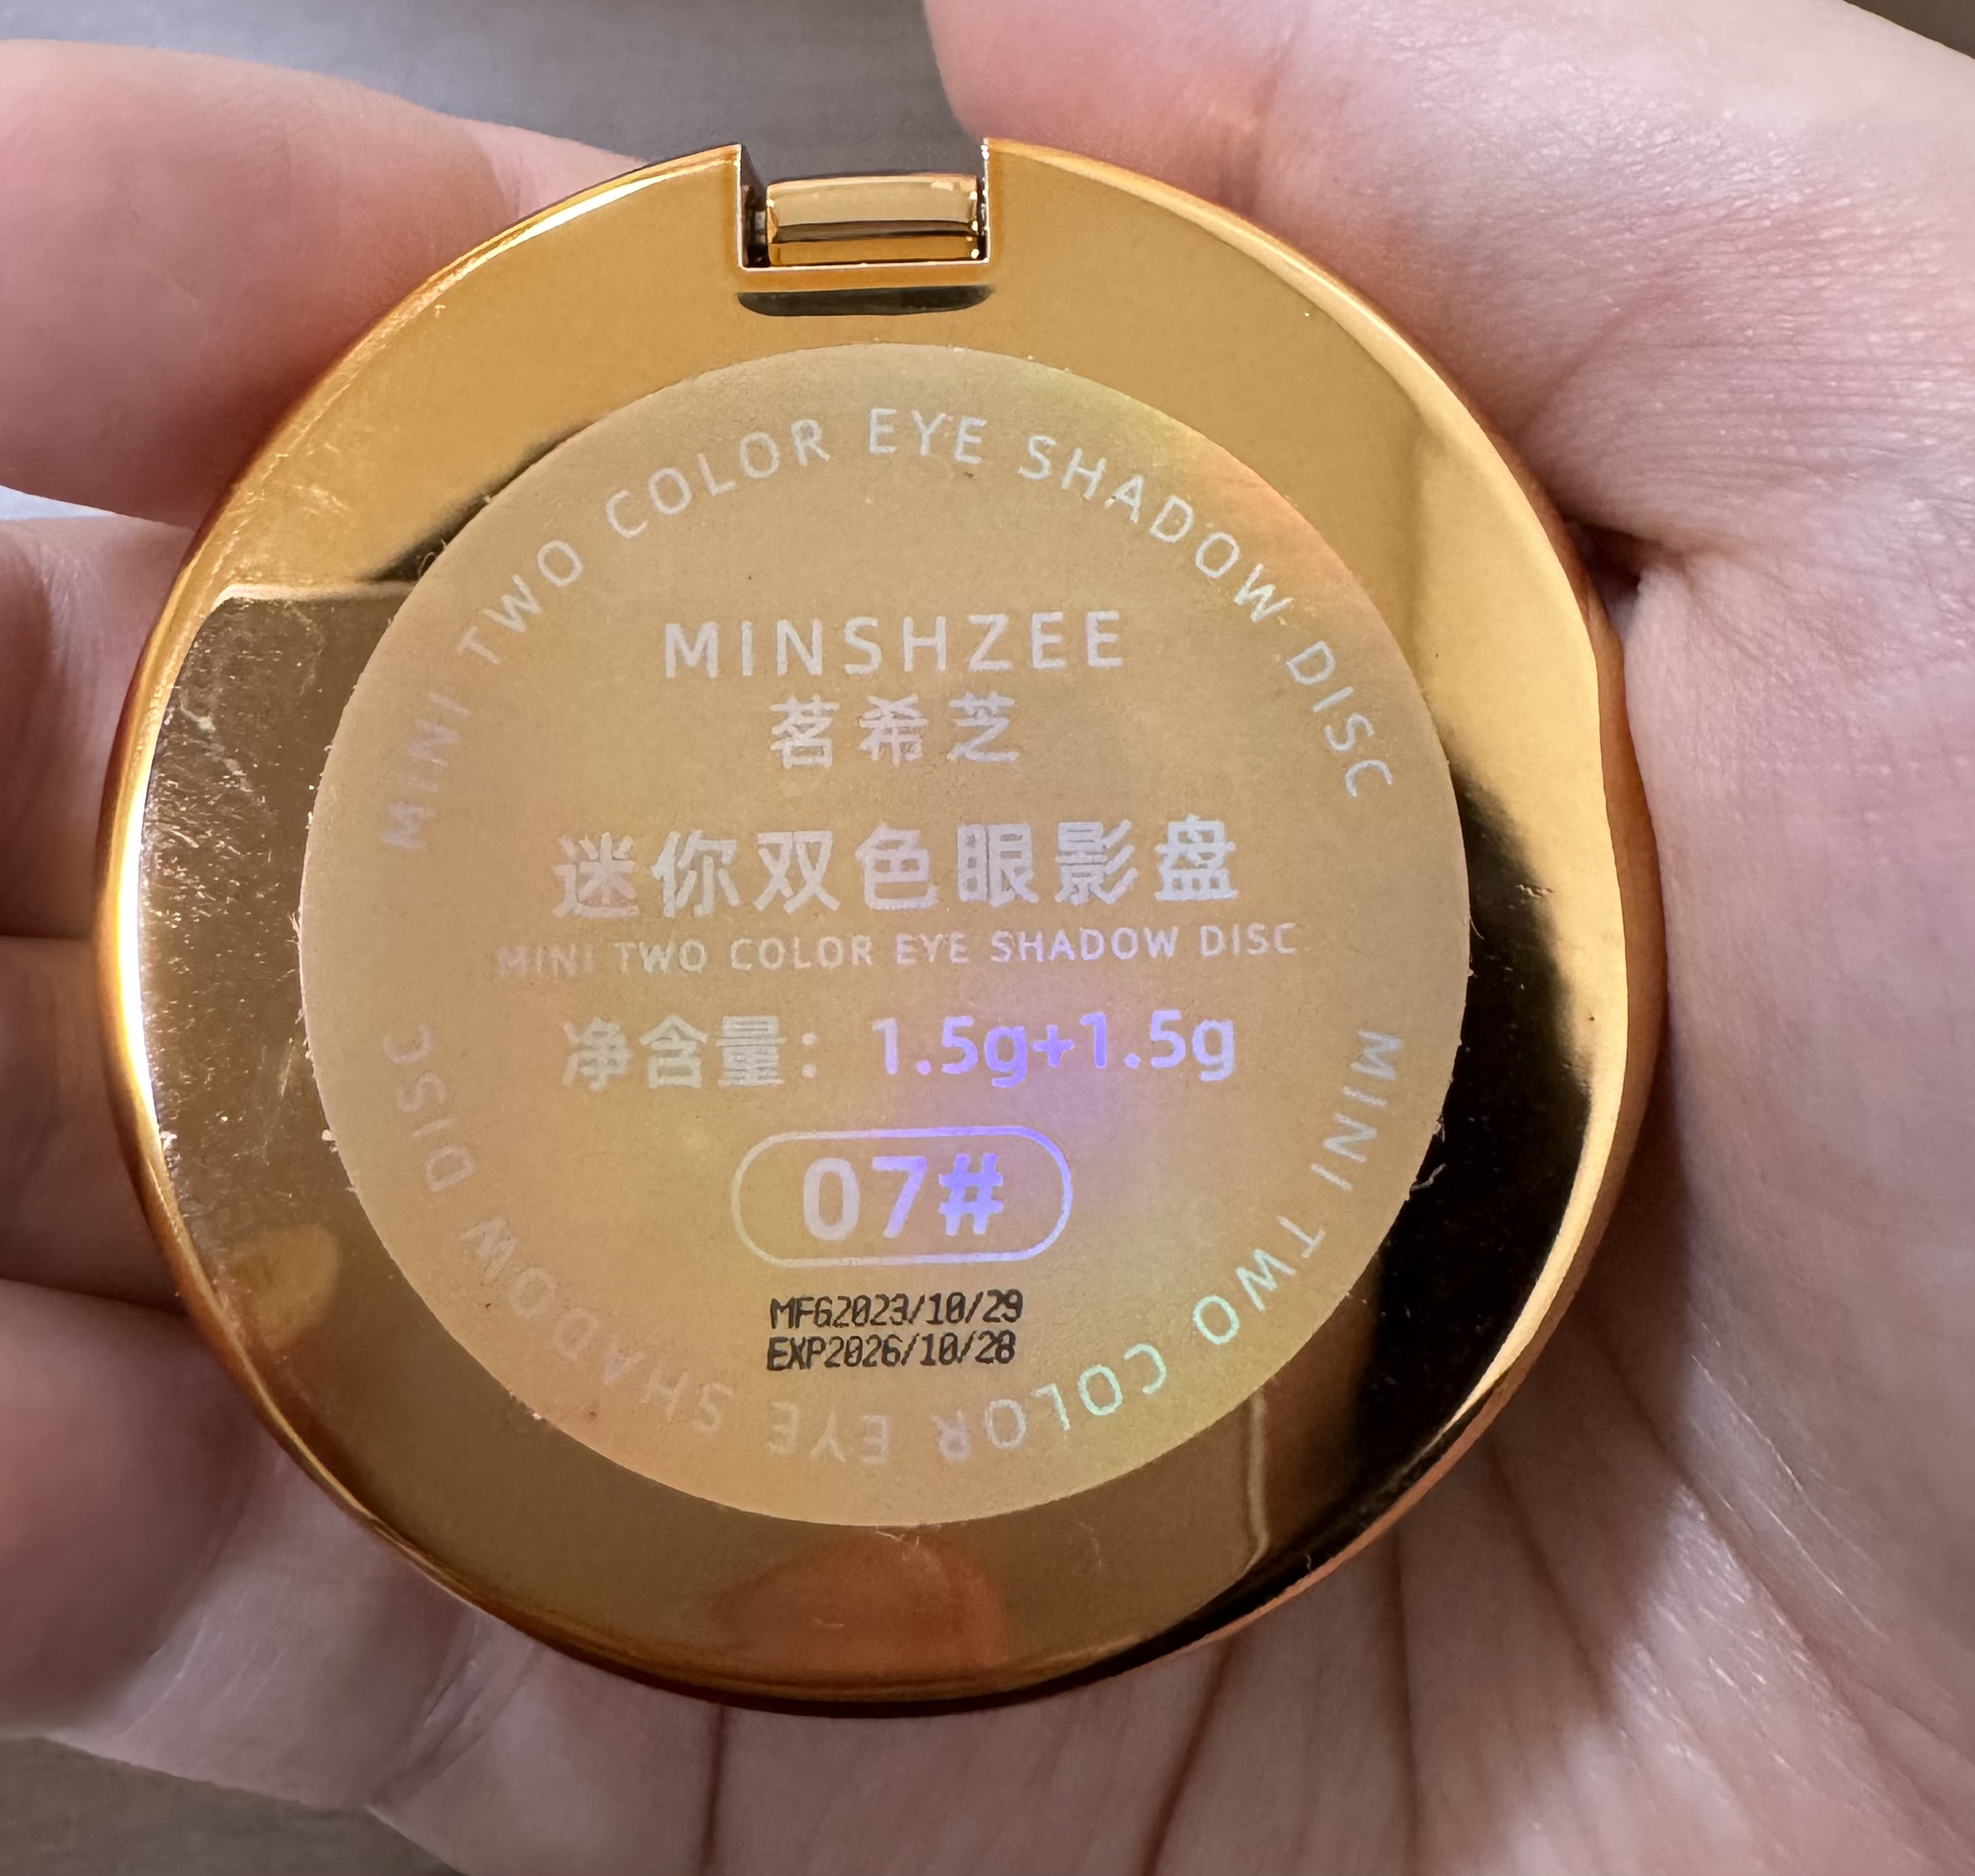 MINI TWO COLOR EYE SHADOW DISC
MINSHZEE
茗希芝
迷你双色眼影盘
MINI TWO COLOR EYE SHADOW DISC
净含量：1.5g+1.5g
07#
MFG2023/10/29
EXP2026/10/28
MINI TWO COLOR EYE SHADOW DISC